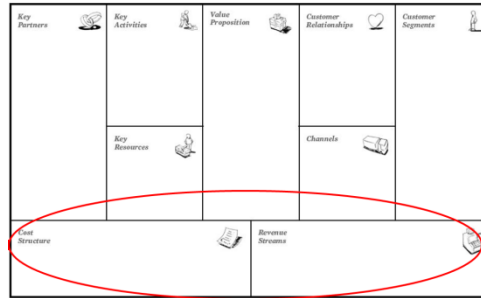 Key
Partners
Key
Activities
Value
Proposition
Customer
Relationships
Customer
Segments
Key
Resources
Channels
Cost
Structure
Revenue
Streams